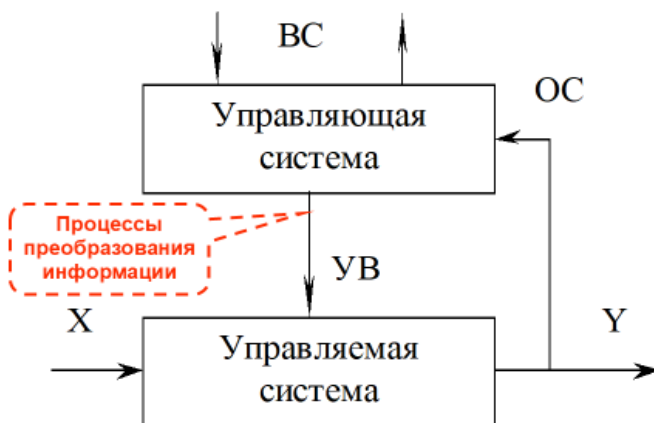 ВС
ОС
Управляющая
система
Процессы
преобразования
информации
УВ
X
Y
Управляемая
система